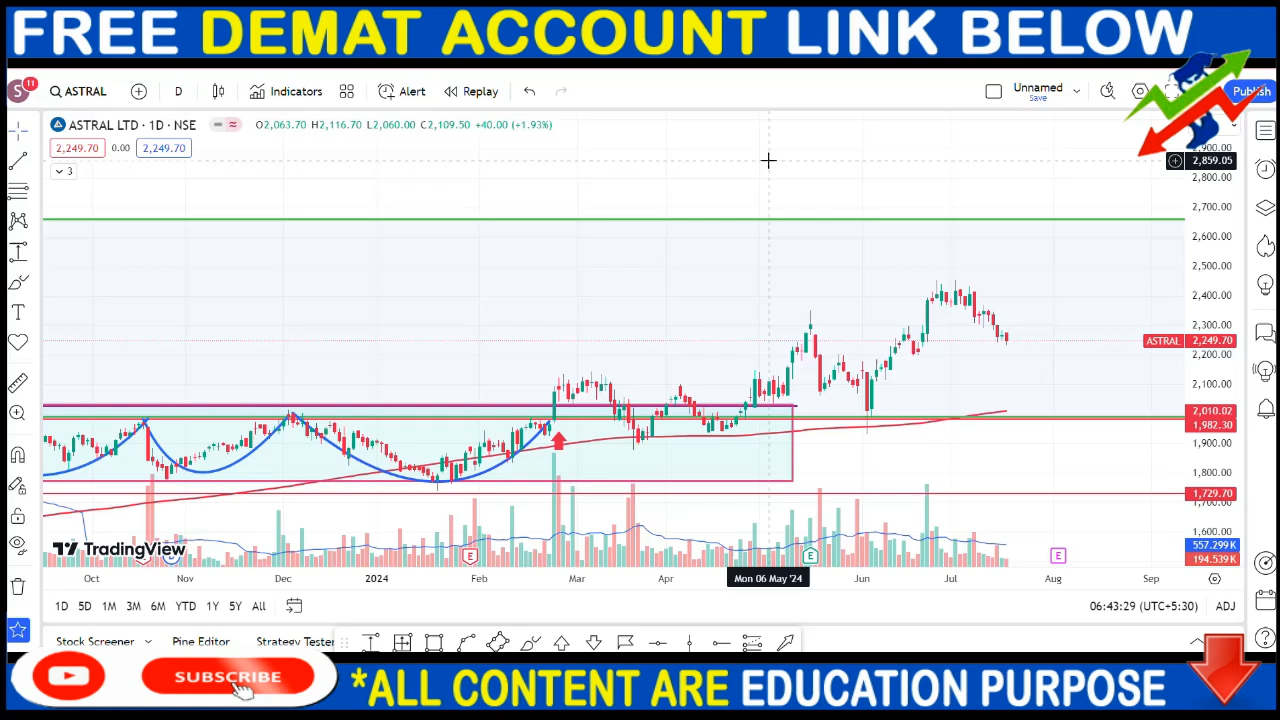 FREE DEMAT ACCOUNT LINK BELOW
S 11 ASTRAL D Indicators Alert Replay Unnamed Save Publish
ASTRAL LTD · 1D · NSE O2,063.70 H2,116.70 L2,060.00 C2,109.50 +40.00 (+1.93%)
2,249.70 0.00 2,249.70
3
2,900.00
2,859.05
2,800.00
2,700.00
2,600.00
2,500.00
2,400.00
2,300.00
ASTRAL 2,249.70
2,200.00
2,100.00
2,010.02
1,982.30
1,900.00
1,800.00
1,729.70
1,700.00
1,600.00
557.299K
194.539K
TradingView
E E E
Oct Nov Dec 2024 Feb Mar Apr Mon 06 May '24 Jun Jul Aug Sep
1D 5D 1M 3M 6M YTD 1Y 5Y All 06:43:29 (UTC+5:30) ADJ
Stock Screener Pine Editor Strategy Tester
SUBSCRIBE
*ALL CONTENT ARE EDUCATION PURPOSE